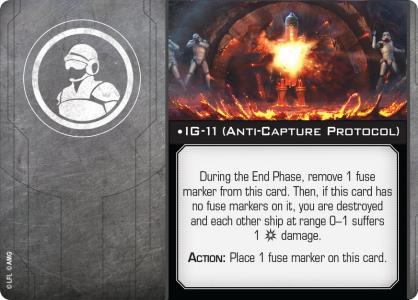 •IG-11 (Anti-Capture Protocol)
During the End Phase, remove 1 fuse
marker from this card. Then, if this card has
no fuse markers on it, you are destroyed
and each other ship at range 0–1 suffers
1 damage.
Action: Place 1 fuse marker on this card.
© LFL © AMG